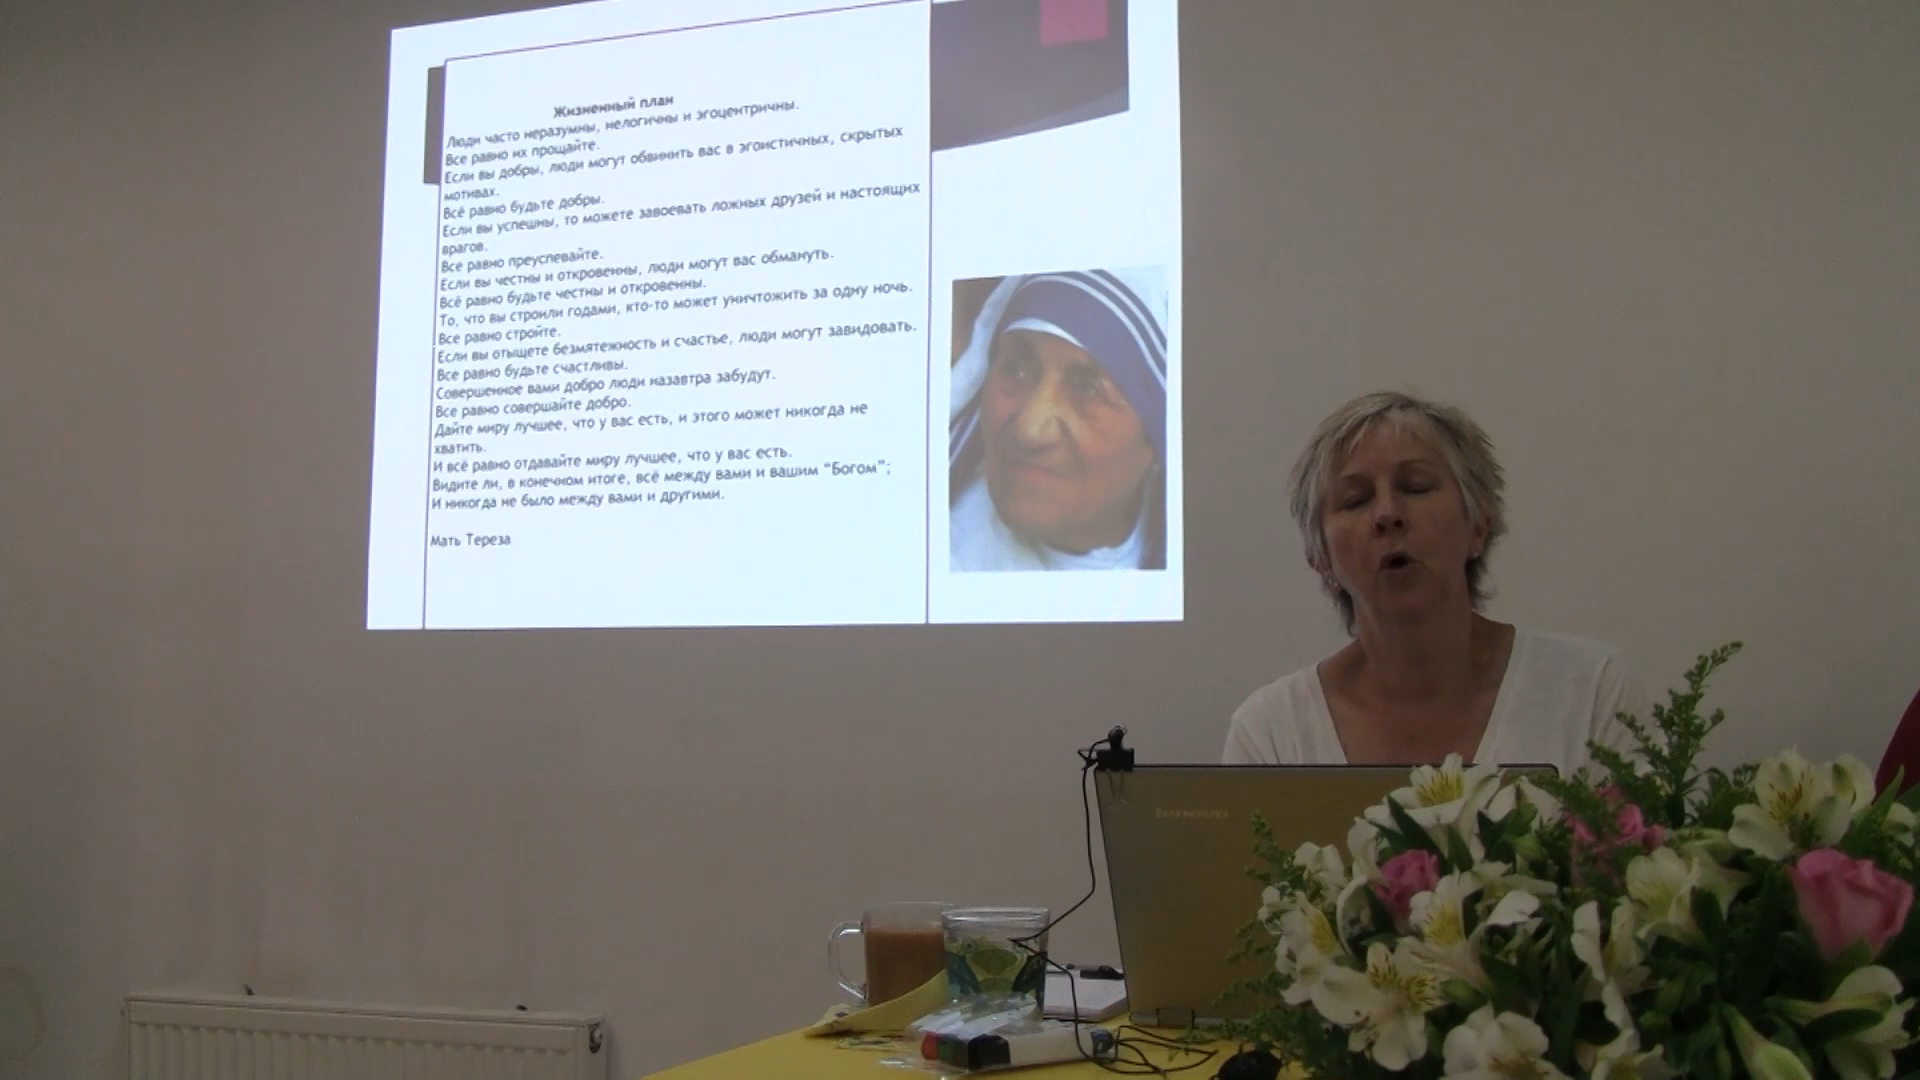 Жизненный план
Люди часто неразумны, нелогичны и эгоцентричны.
Все равно их прощайте.
Если вы добры, люди могут обвинить вас в эгоистичных, скрытых
мотивах.
Всё равно будьте добры.
Если вы успешны, то можете завоевать ложных друзей и настоящих
врагов.
Все равно преуспевайте.
Если вы честны и откровенны, люди могут вас обмануть.
Всё равно будьте честны и откровенны.
То, что вы строили годами, кто-то может уничтожить за одну ночь.
Все равно стройте.
Если вы отыщете безмятежность и счастье, люди могут завидовать.
Все равно будьте счастливы.
Совершенное вами добро люди назавтра забудут.
Все равно совершайте добро.
Дайте миру лучшее, что у вас есть, и этого может никогда не
хватить.
И всё равно отдавайте миру лучшее, что у вас есть.
Видите ли, в конечном итоге, всё между вами и вашим “Богом”;
И никогда не было между вами и другими.
Мать Тереза
lenovo